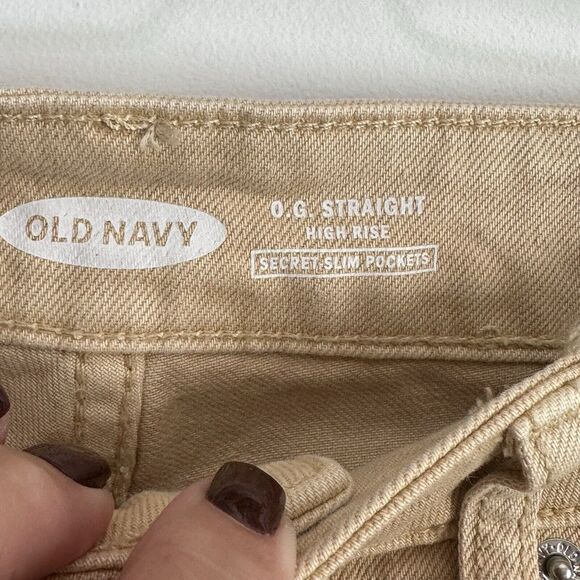 OLD NAVY
O.G. STRAIGHT
HIGH RISE
SECRET-SLIM POCKETS